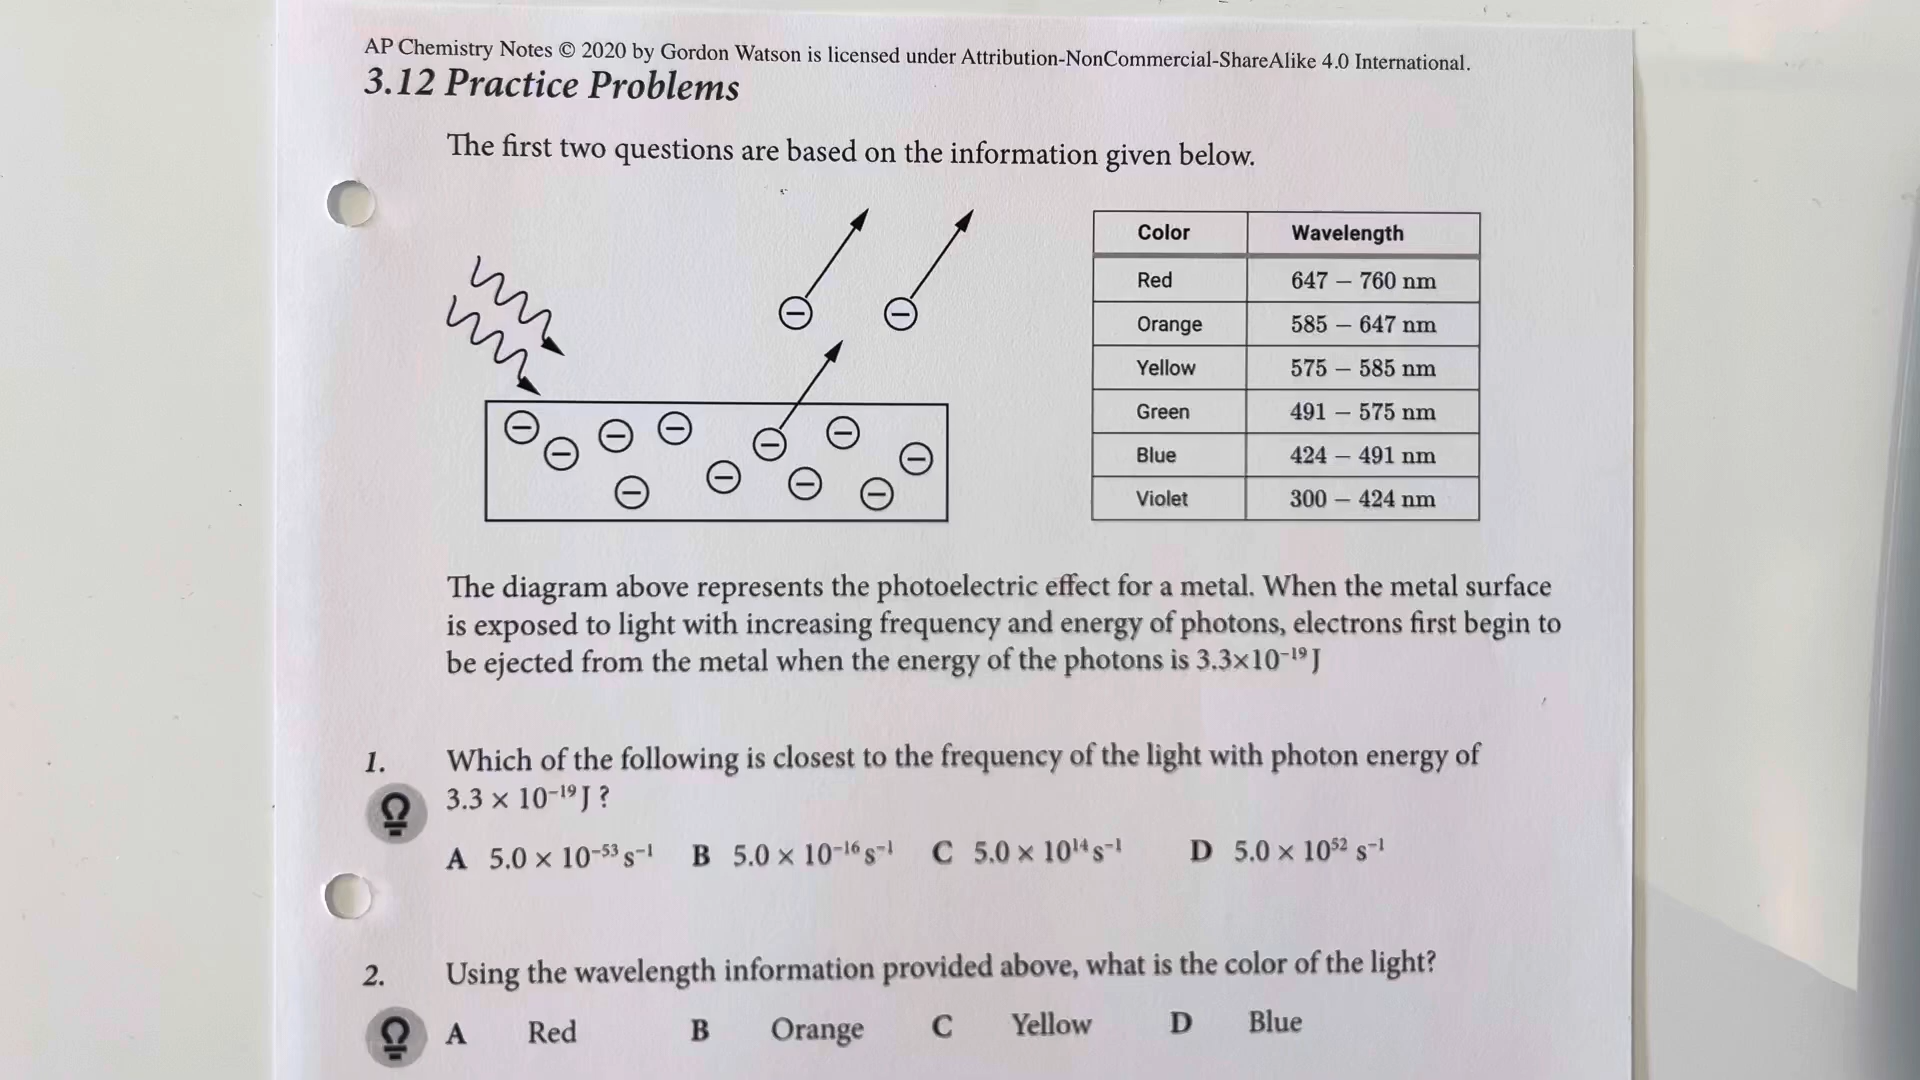 AP Chemistry Notes © 2020 by Gordon Watson is licensed under Attribution-NonCommercial-ShareAlike 4.0 International.
3.12 Practice Problems
The first two questions are based on the information given below.
Color Wavelength
Red 647 – 760 nm
Orange 585 – 647 nm
Yellow 575 – 585 nm
Green 491 – 575 nm
Blue 424 – 491 nm
Violet 300 – 424 nm
The diagram above represents the photoelectric effect for a metal. When the metal surface
is exposed to light with increasing frequency and energy of photons, electrons first begin to
be ejected from the metal when the energy of the photons is 3.3×10⁻¹⁹ J
1. Which of the following is closest to the frequency of the light with photon energy of
3.3 × 10⁻¹⁹ J ?
A 5.0 × 10⁻⁵³ s⁻¹ B 5.0 × 10⁻¹⁶ s⁻¹ C 5.0 × 10¹⁴ s⁻¹ D 5.0 × 10⁵² s⁻¹
2. Using the wavelength information provided above, what is the color of the light?
A Red B Orange C Yellow D Blue